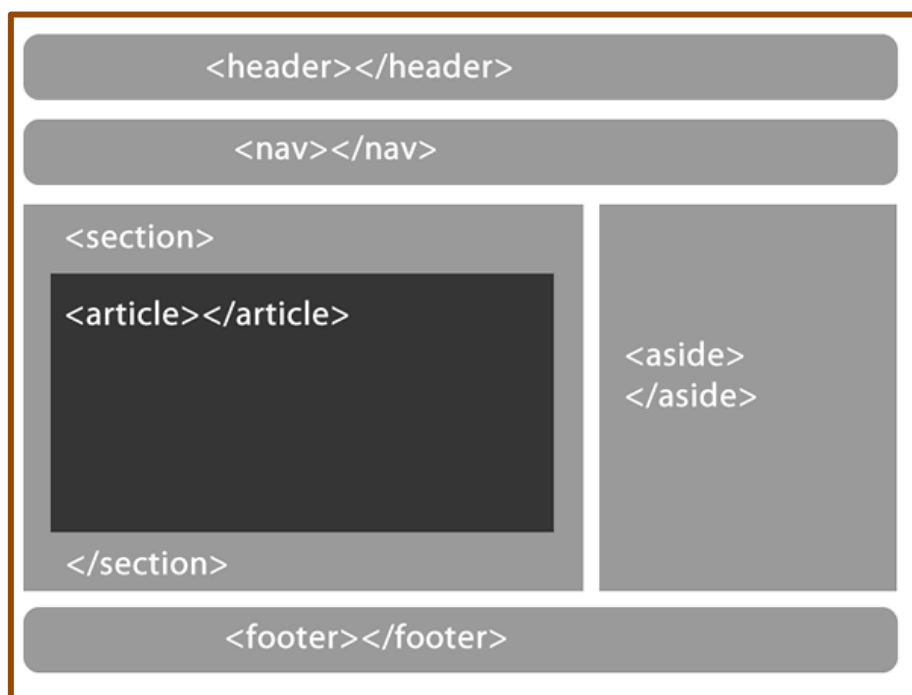 <header></header>
<nav></nav>
<section>
<article></article>
</section>
<aside>
</aside>
<footer></footer>